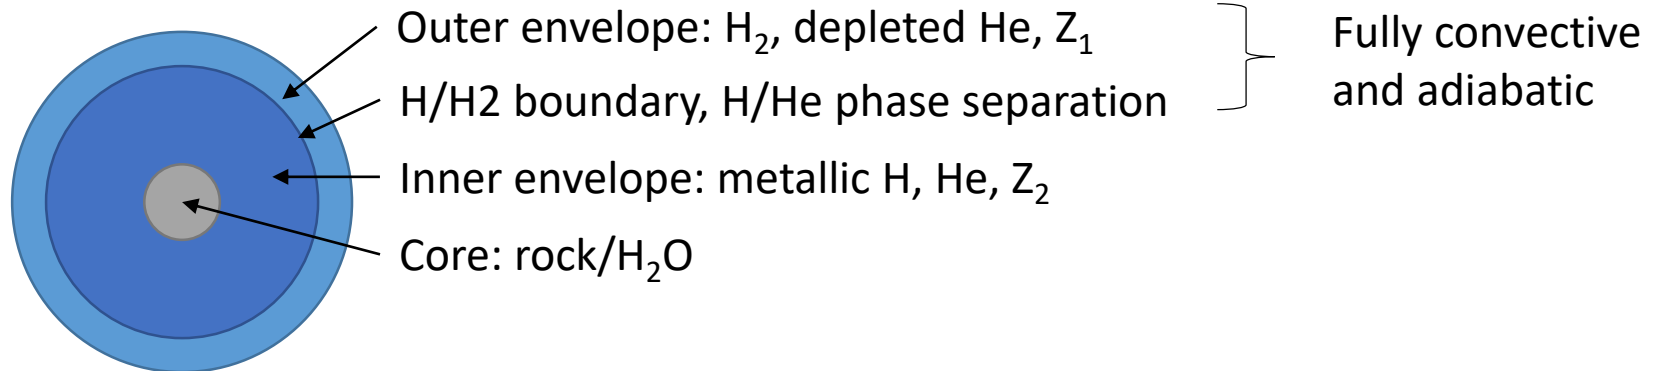 Outer envelope: H₂, depleted He, Z₁
H/H2 boundary, H/He phase separation
Inner envelope: metallic H, He, Z₂
Core: rock/H₂O
Fully convective
and adiabatic